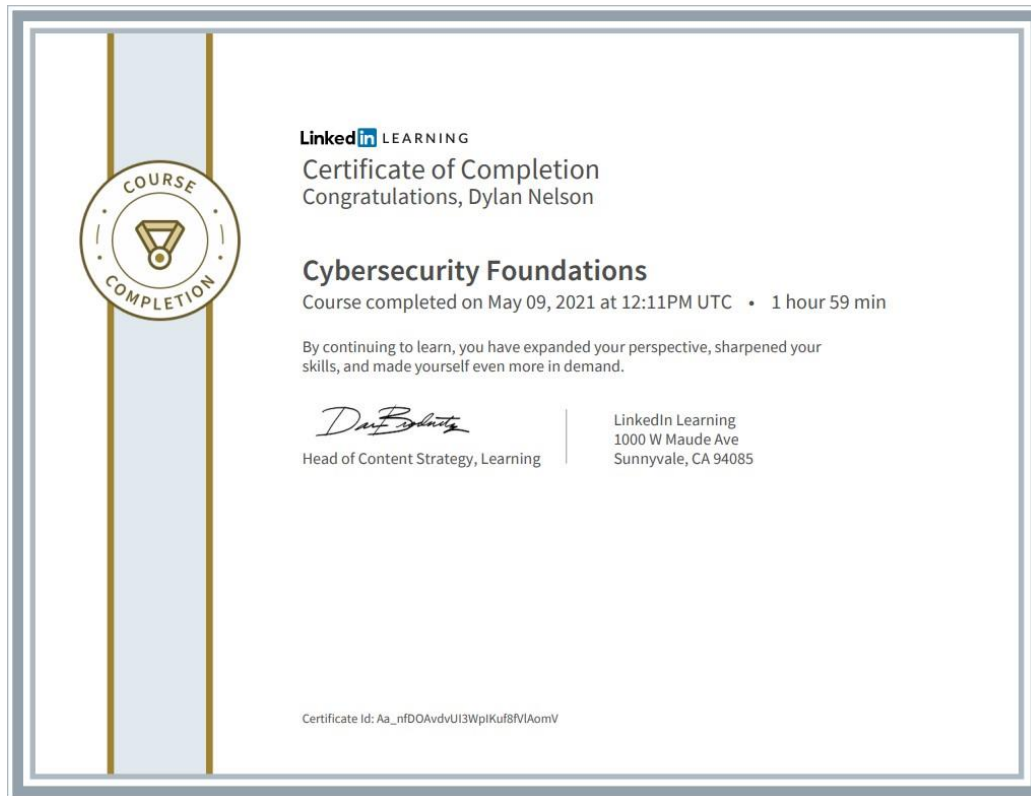 LinkedIn LEARNING
Certificate of Completion
Congratulations, Dylan Nelson
COURSE
COMPLETION
Cybersecurity Foundations
Course completed on May 09, 2021 at 12:11PM UTC • 1 hour 59 min
By continuing to learn, you have expanded your perspective, sharpened your
skills, and made yourself even more in demand.
Head of Content Strategy, Learning
LinkedIn Learning
1000 W Maude Ave
Sunnyvale, CA 94085
Certificate Id: Aa_nfDOAvdvUI3WpIKuf8fVlAomV